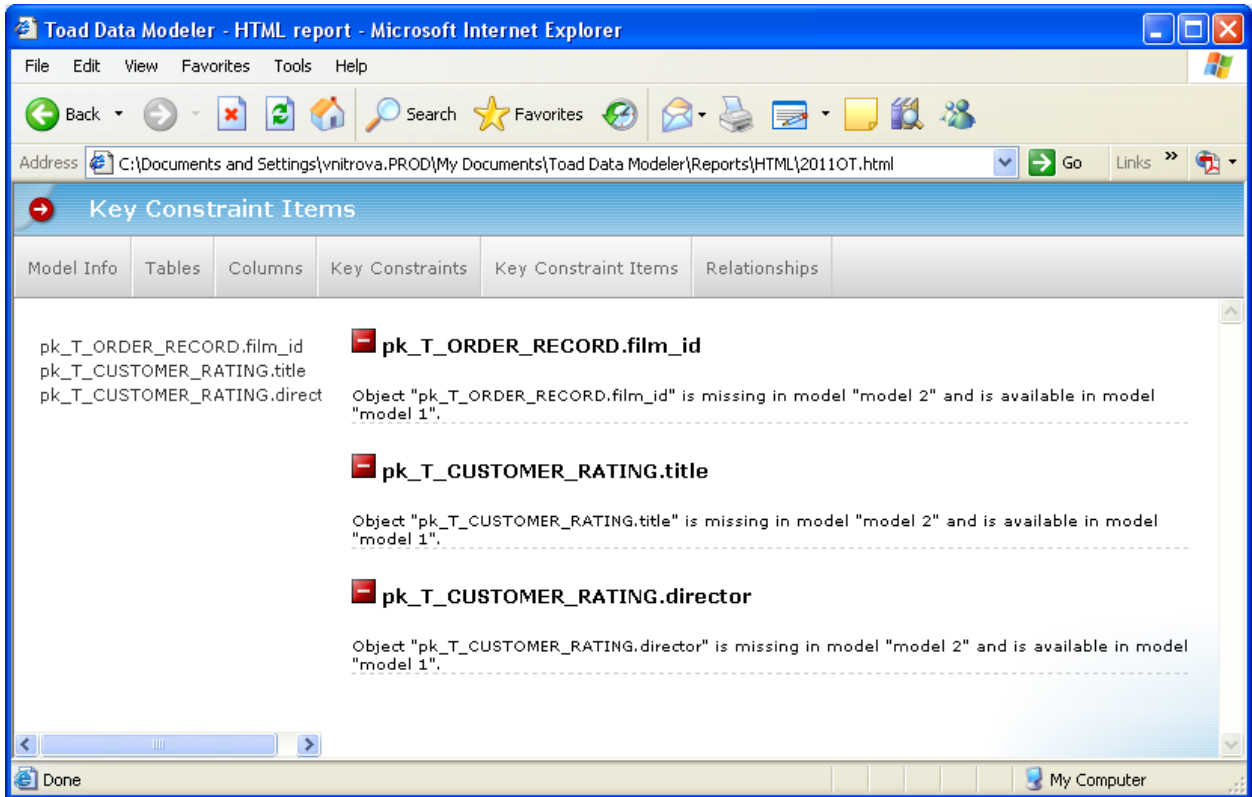 Toad Data Modeler - HTML report - Microsoft Internet Explorer
File Edit View Favorites Tools Help
Back Search Favorites
Address C:\Documents and Settings\vnitrova.PROD\My Documents\Toad Data Modeler\Reports\HTML\2011OT.html Go Links »
Key Constraint Items
Model Info Tables Columns Key Constraints Key Constraint Items Relationships
pk_T_ORDER_RECORD.film_id
pk_T_CUSTOMER_RATING.title
pk_T_CUSTOMER_RATING.direct
pk_T_ORDER_RECORD.film_id
Object "pk_T_ORDER_RECORD.film_id" is missing in model "model 2" and is available in model
"model 1".
pk_T_CUSTOMER_RATING.title
Object "pk_T_CUSTOMER_RATING.title" is missing in model "model 2" and is available in model
"model 1".
pk_T_CUSTOMER_RATING.director
Object "pk_T_CUSTOMER_RATING.director" is missing in model "model 2" and is available in model
"model 1".
Done My Computer